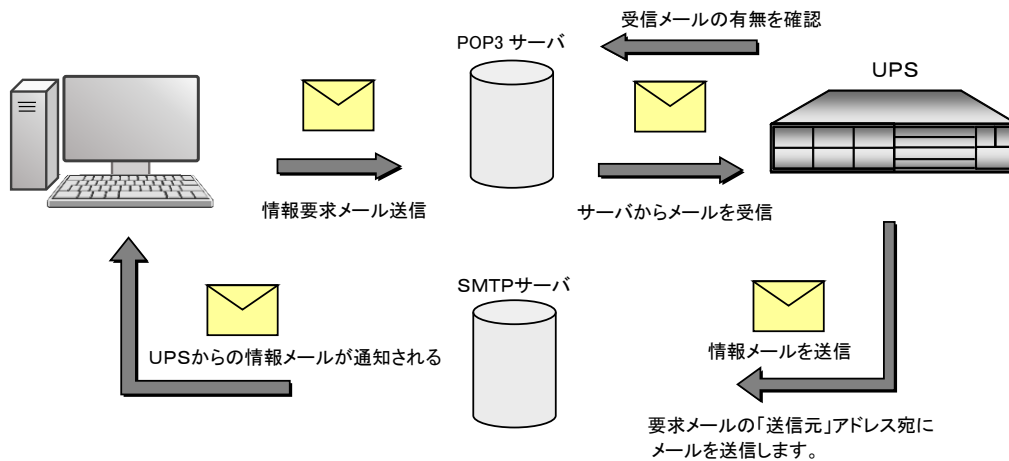 受信メールの有無を確認
POP3 サーバ
UPS
情報要求メール送信
サーバからメールを受信
SMTPサーバ
UPSからの情報メールが通知される
情報メールを送信
要求メールの「送信元」アドレス宛に
メールを送信します。